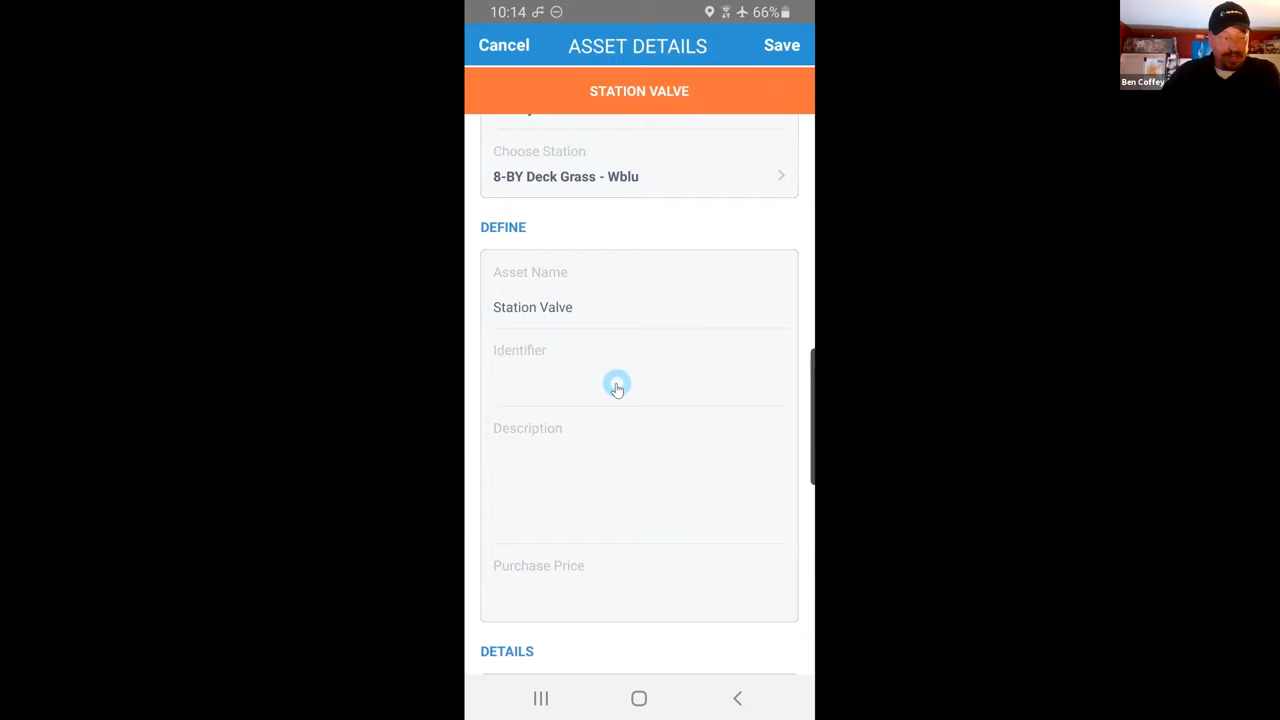 10:14
66%
Cancel
ASSET DETAILS
Save
STATION VALVE
Choose Station
8-BY Deck Grass - Wblu
DEFINE
Asset Name
Station Valve
Identifier
Description
Purchase Price
DETAILS
Ben Coffey